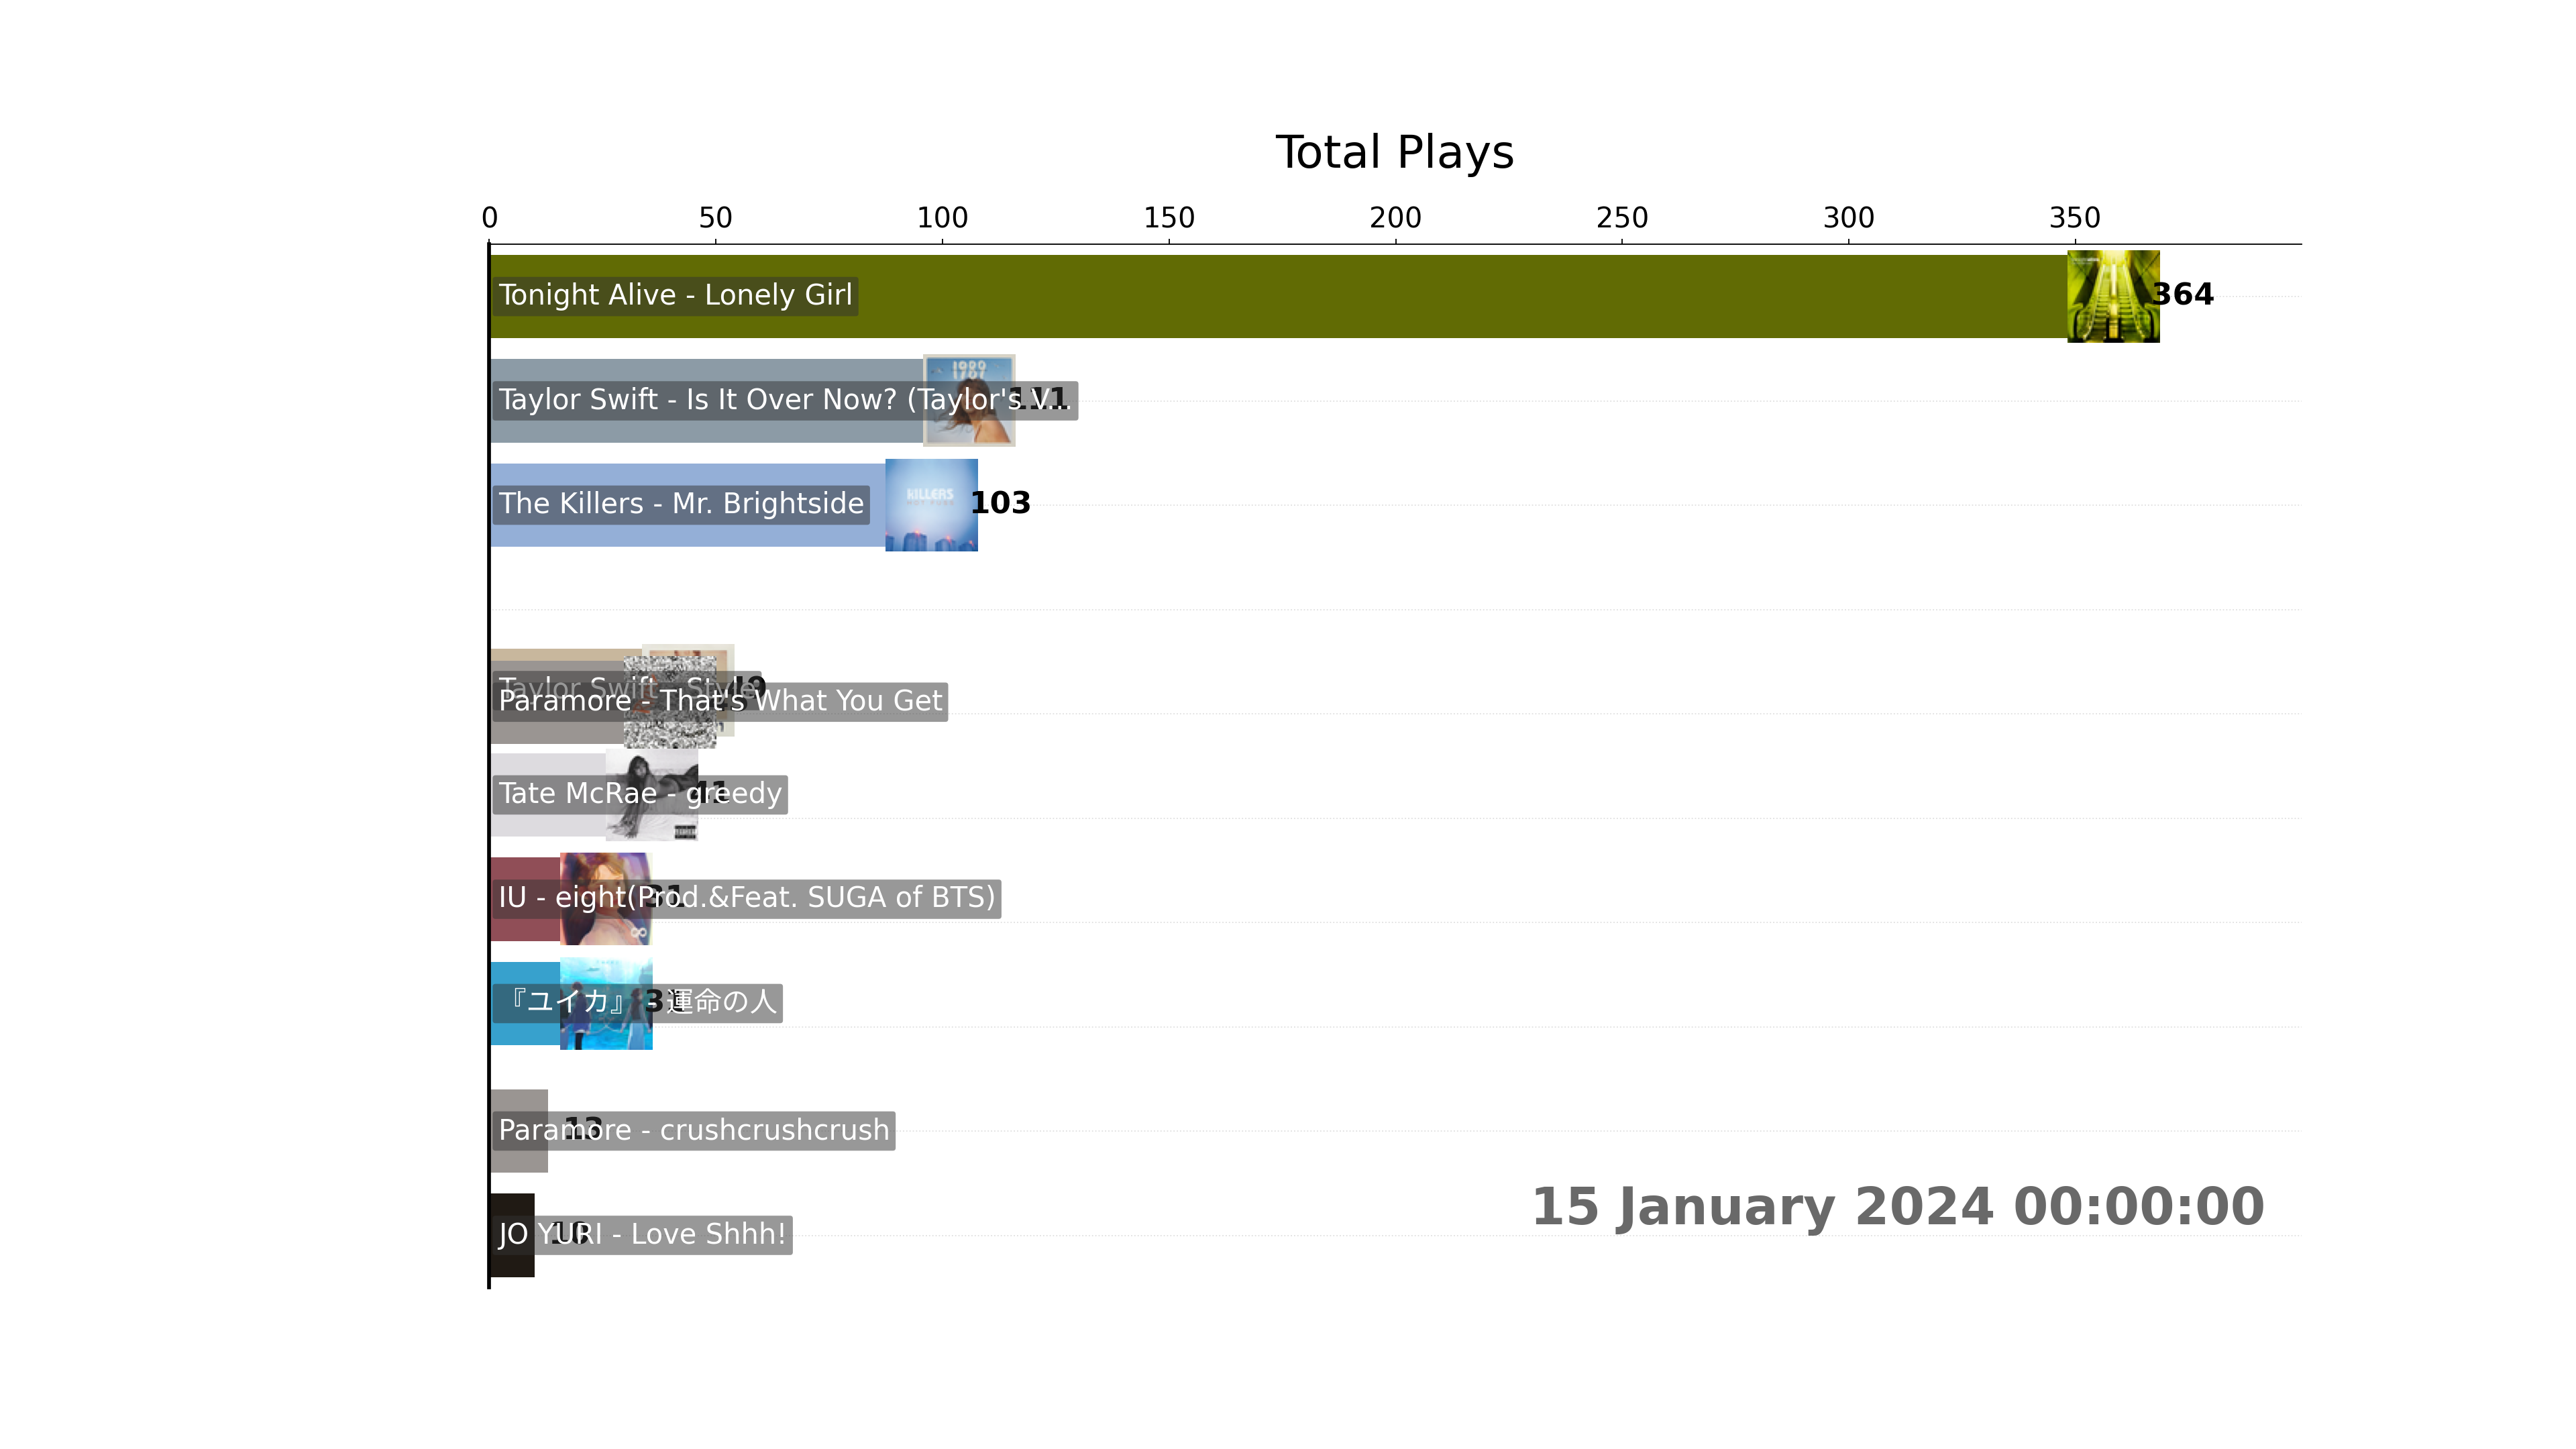 Total Plays
0 50 100 150 200 250 300 350
Tonight Alive - Lonely Girl 364
1989
Taylor Swift - Is It Over Now? (Taylor's V... 111
KILLERS
The Killers - Mr. Brightside 103
Taylor Swift - Style 49
Paramore - That's What You Get
Tate McRae - greedy 41
IU - eight(Prod.&Feat. SUGA of BTS) 31
『ユイカ』 - 運命の人 31
Paramore - crushcrushcrush 13
JO YURI - Love Shhh! 10
15 January 2024 00:00:00